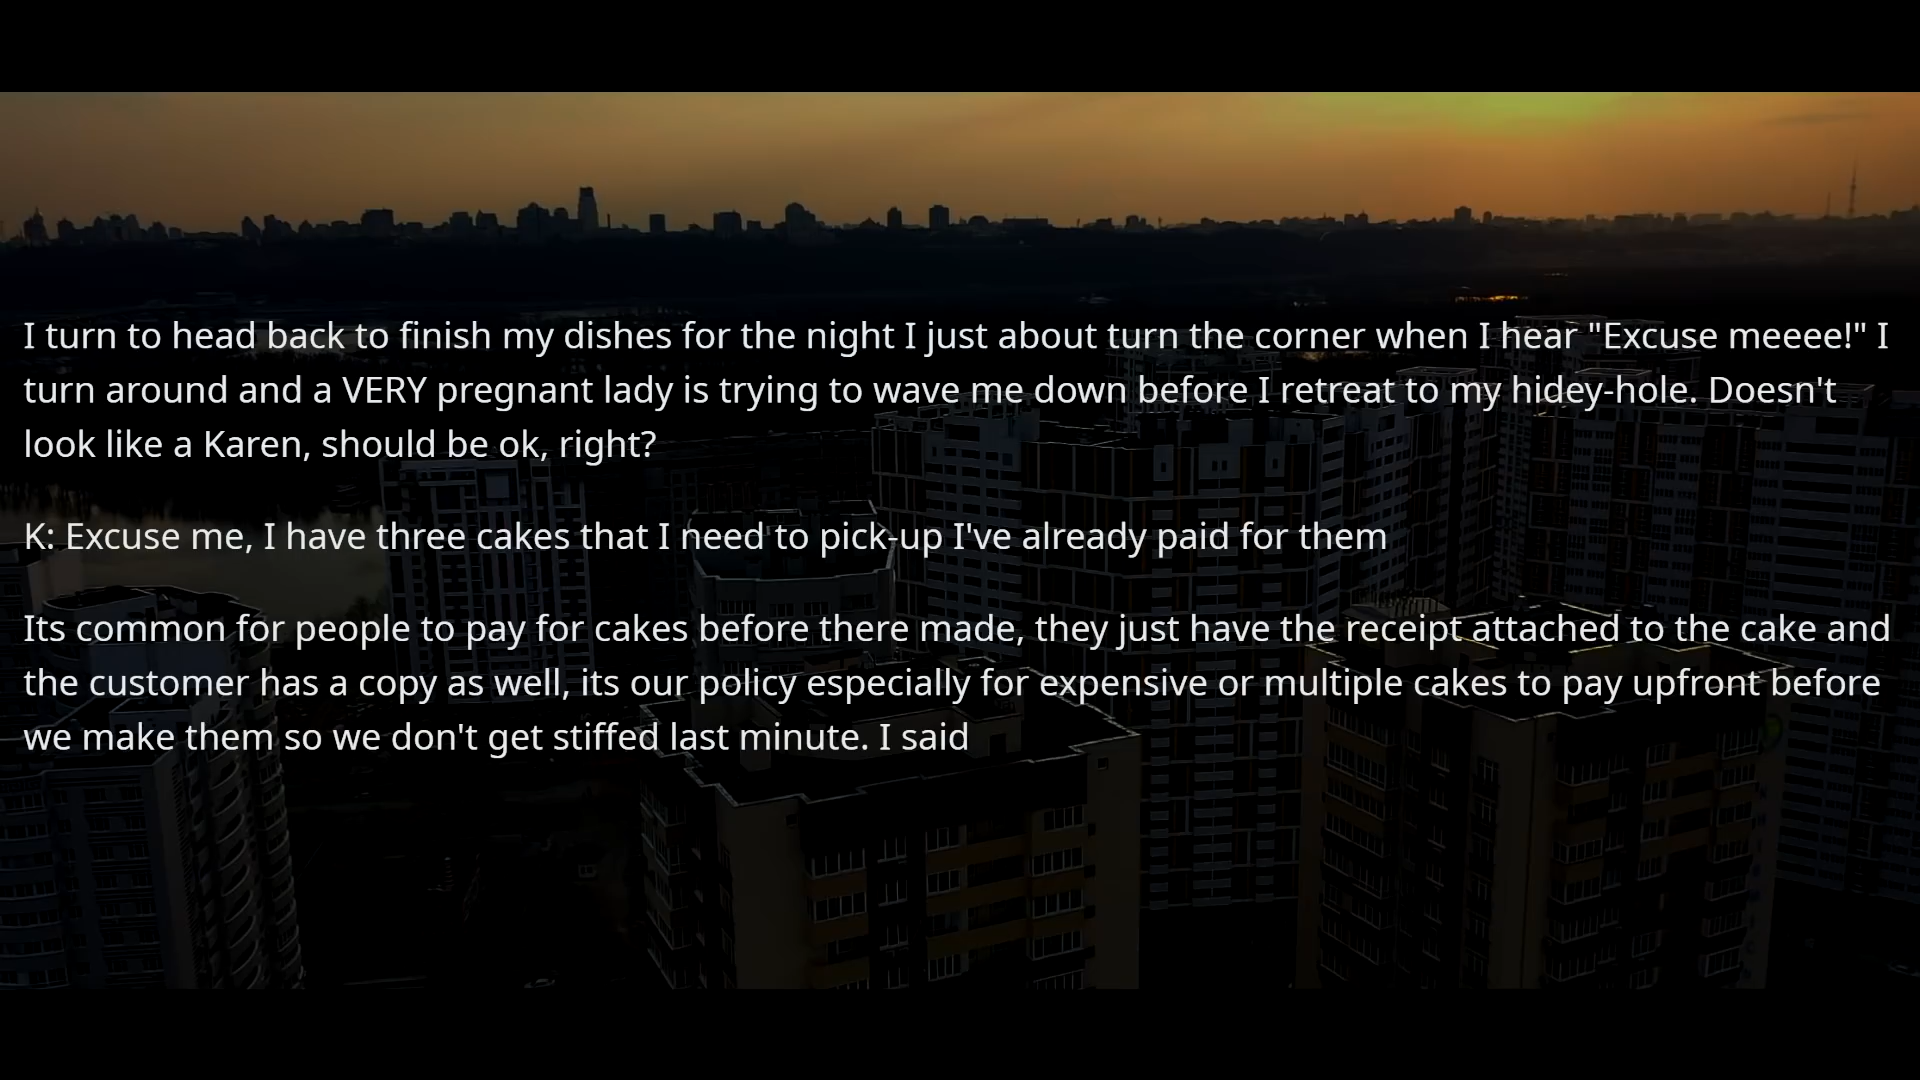 I turn to head back to finish my dishes for the night I just about turn the corner when I hear "Excuse meeee!" I
turn around and a VERY pregnant lady is trying to wave me down before I retreat to my hidey-hole. Doesn't
look like a Karen, should be ok, right?
K: Excuse me, I have three cakes that I need to pick-up I've already paid for them
Its common for people to pay for cakes before there made, they just have the receipt attached to the cake and
the customer has a copy as well, its our policy especially for expensive or multiple cakes to pay upfront before
we make them so we don't get stiffed last minute. I said